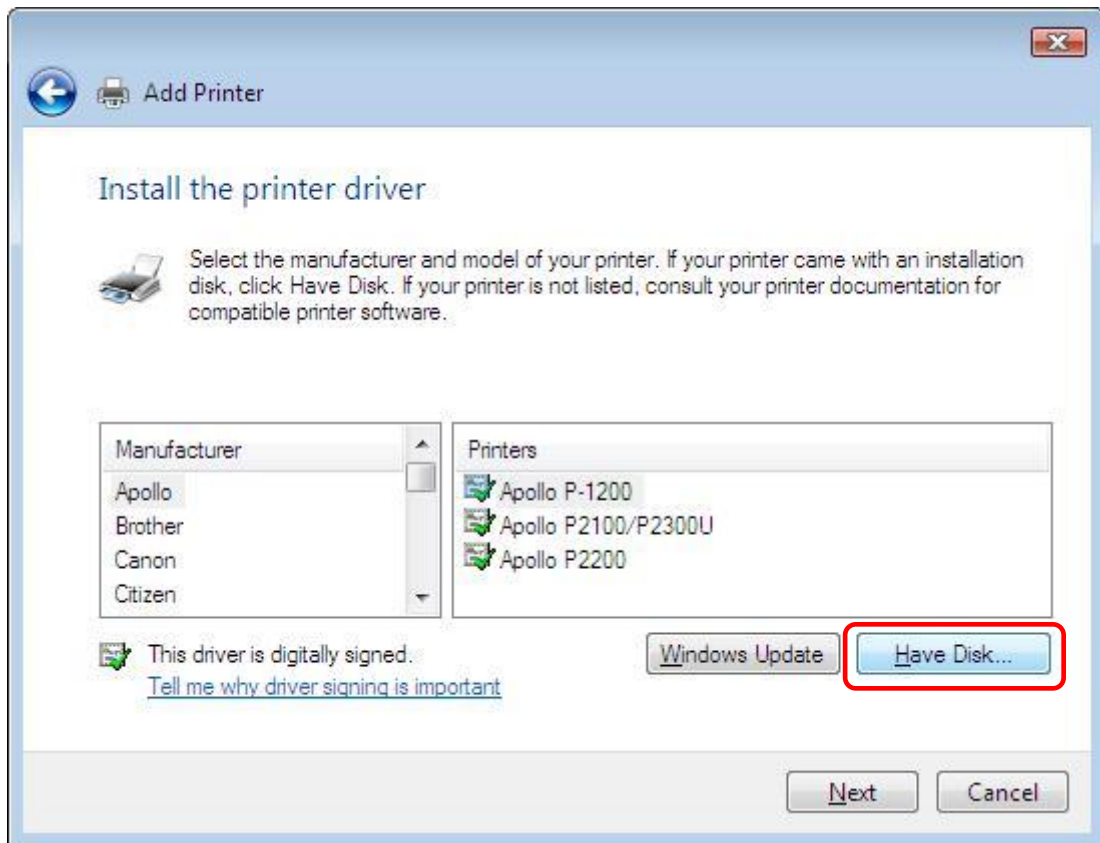 Add Printer
Install the printer driver
Select the manufacturer and model of your printer. If your printer came with an installation
disk, click Have Disk. If your printer is not listed, consult your printer documentation for
compatible printer software.
Manufacturer
Apollo
Brother
Canon
Citizen
Printers
Apollo P-1200
Apollo P2100/P2300U
Apollo P2200
This driver is digitally signed.
Tell me why driver signing is important
Windows Update
Have Disk...
Next
Cancel